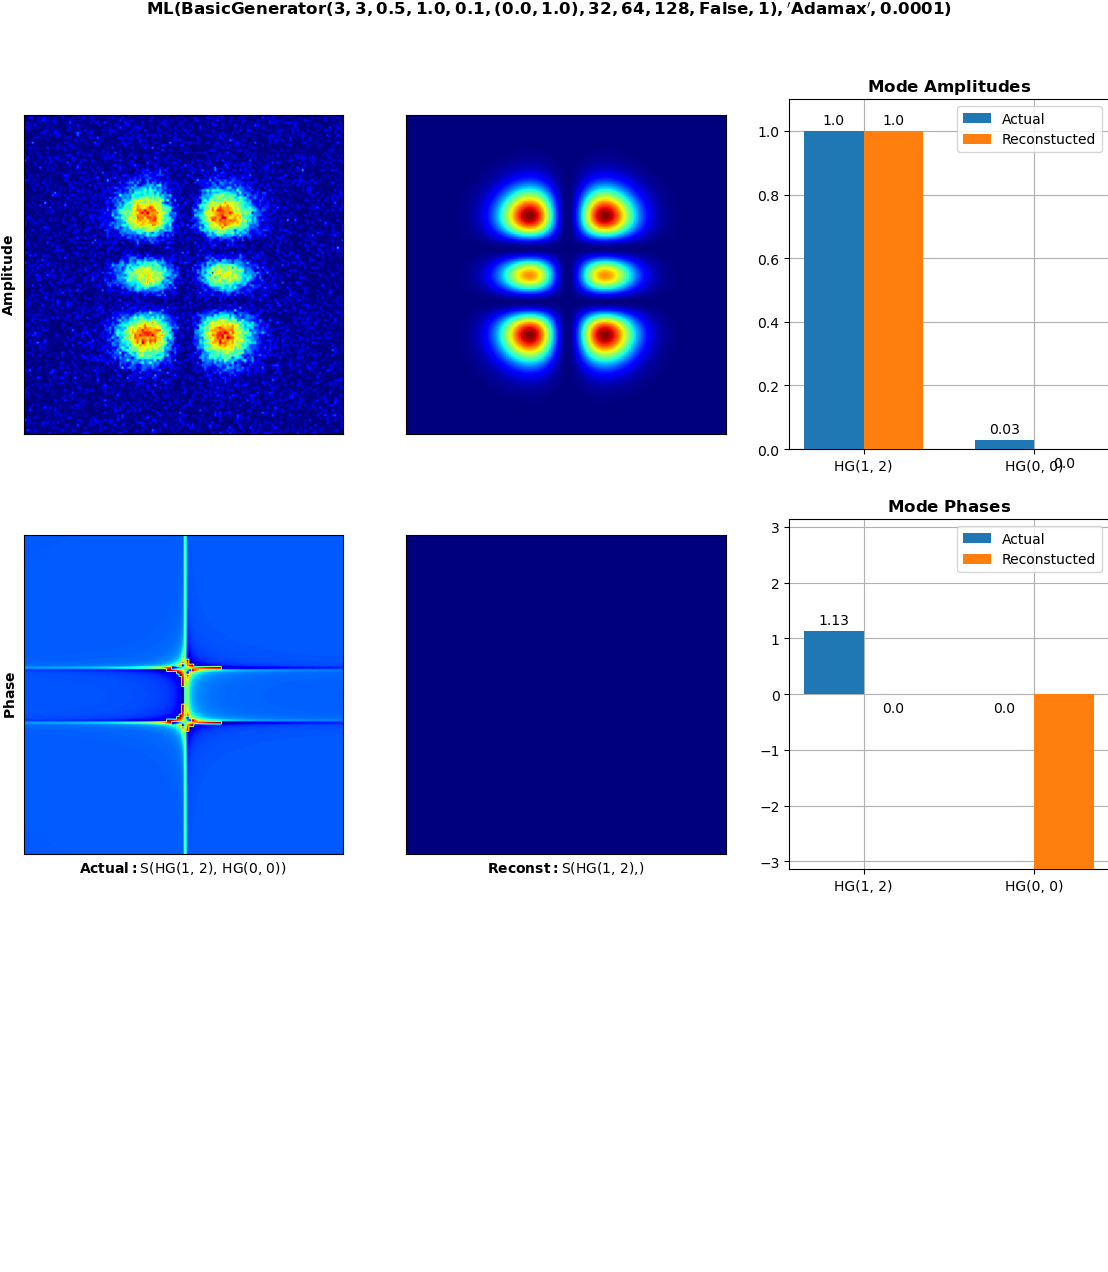 ML(BasicGenerator(3, 3, 0.5, 1.0, 0.1, (0.0, 1.0), 32, 64, 128, False, 1), ′Adamax′, 0.0001)
Mode Amplitudes
Actual
Reconstucted
1.0
1.0
1.0
0.8
0.6
0.4
0.2
0.0
0.03
0.0
HG(1, 2)
HG(0, 0)
Amplitude
Mode Phases
Actual
Reconstucted
3
2
1
0
−1
−2
−3
1.13
0.0
0.0
HG(1, 2)
HG(0, 0)
Phase
Actual: S(HG(1, 2), HG(0, 0))
Reconst: S(HG(1, 2),)